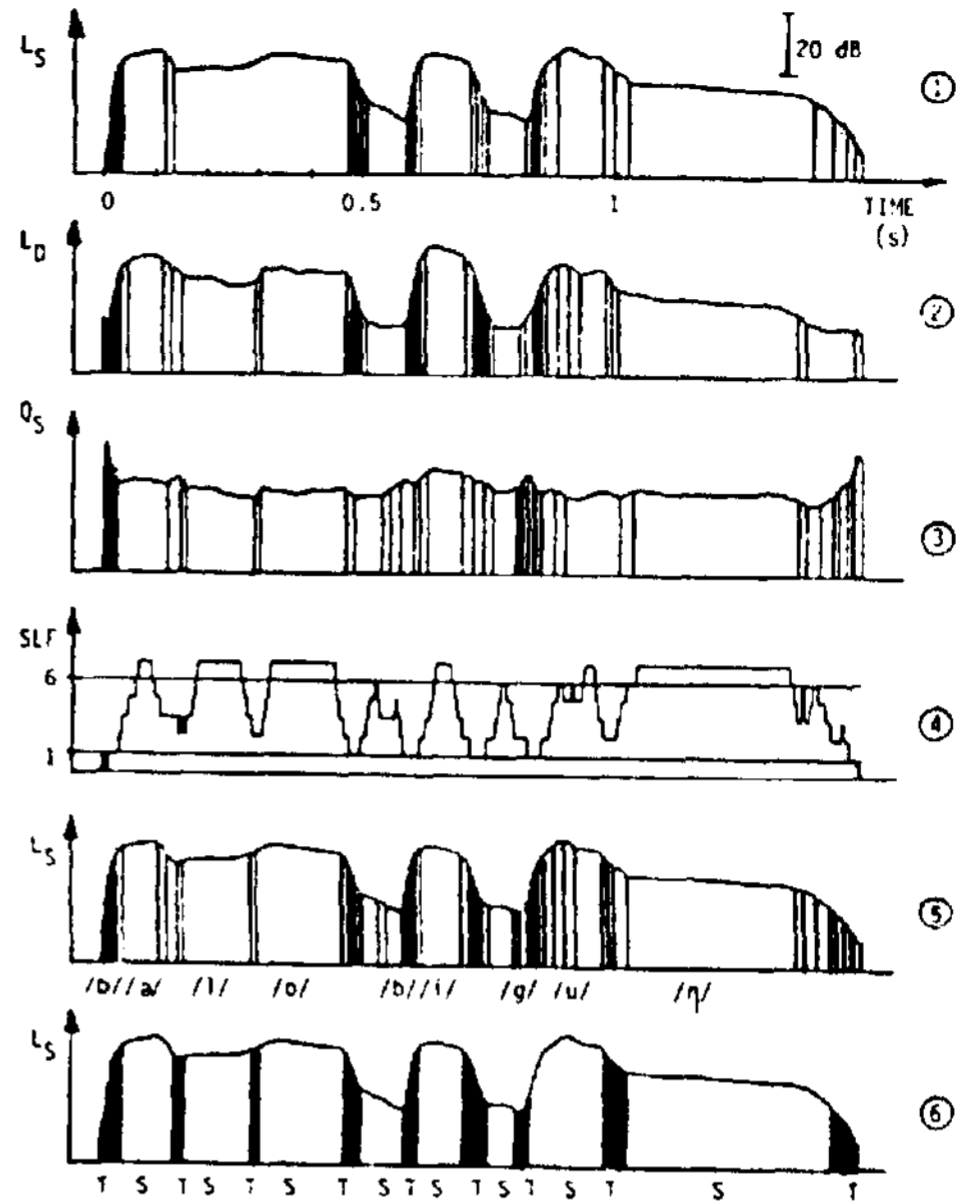 L_S
20 dB
①
0 0.5 1 TIME
(s)
L_D
②
Q_S
③
SLF
6
1
④
L_S
⑤
/b/ /a/ /l/ /o/ /b/ /i/ /g/ /u/ /η/
L_S
⑥
T S T S T S T S T S T S T S T S T